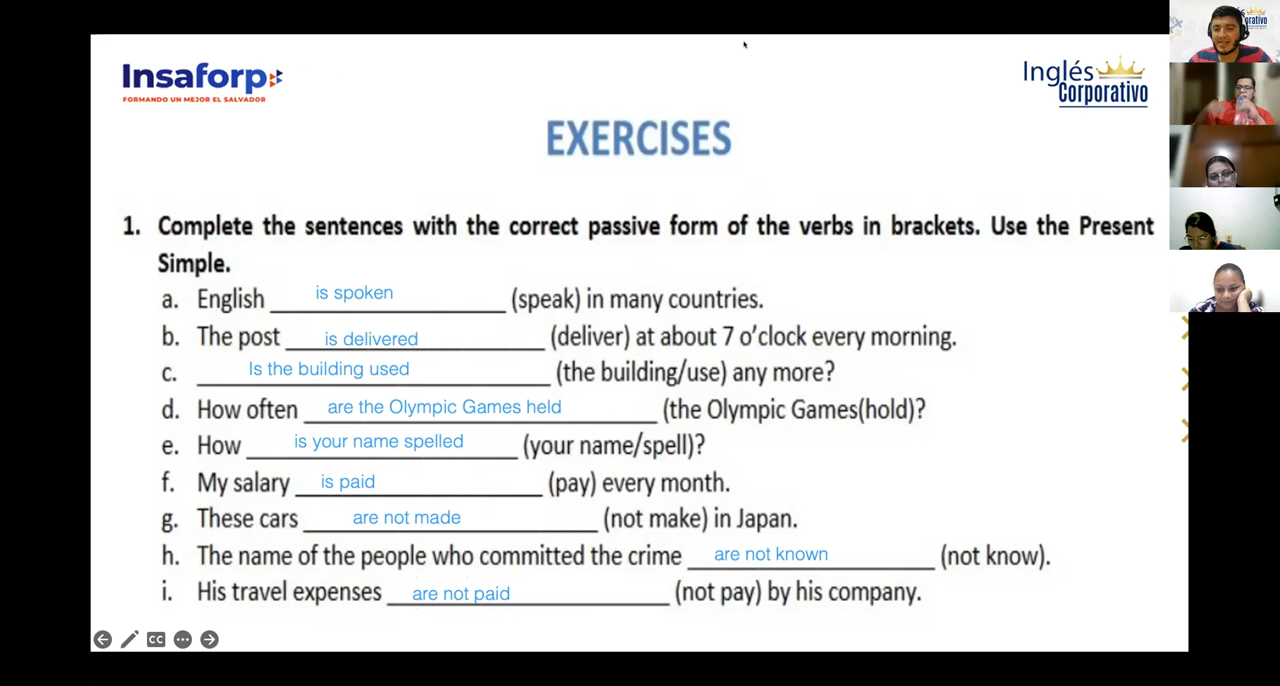 Insaforp
FORMANDO UN MEJOR EL SALVADOR
Inglés
Corporativo
EXERCISES
1. Complete the sentences with the correct passive form of the verbs in brackets. Use the Present
Simple.
a. English is spoken (speak) in many countries.
b. The post is delivered (deliver) at about 7 o'clock every morning.
c. Is the building used (the building/use) any more?
d. How often are the Olympic Games held (the Olympic Games(hold)?
e. How is your name spelled (your name/spell)?
f. My salary is paid (pay) every month.
g. These cars are not made (not make) in Japan.
h. The name of the people who committed the crime are not known (not know).
i. His travel expenses are not paid (not pay) by his company.
CC